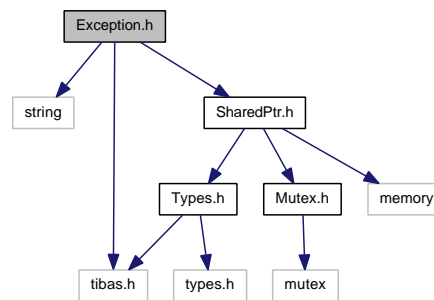 Exception.h
string
SharedPtr.h
Types.h
Mutex.h
memory
tibas.h
types.h
mutex